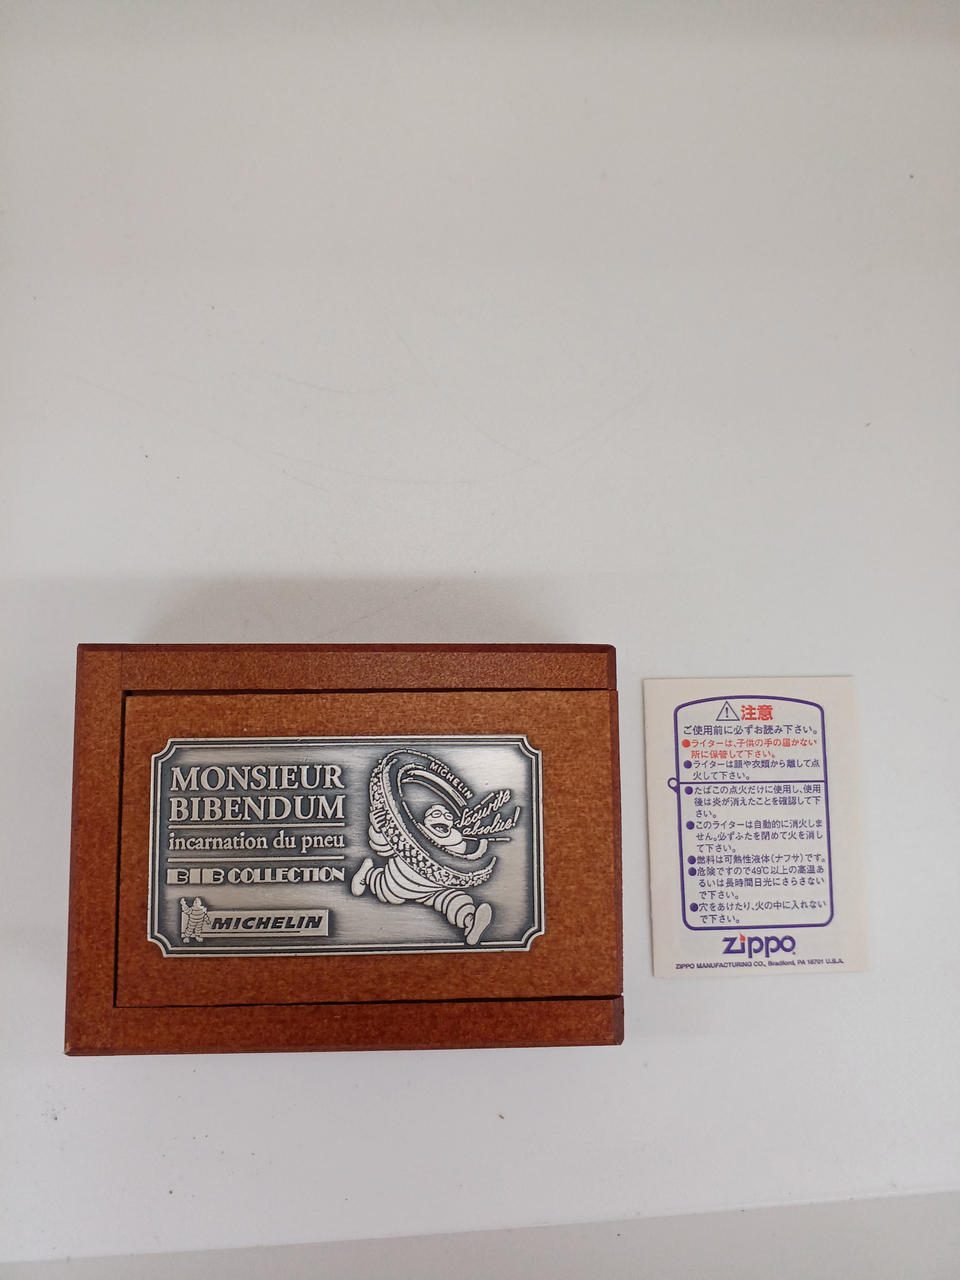 MONSIEUR
BIBENDUM
incarnation du pneu
BIB COLLECTION
MICHELIN
MICHELIN
Sécurité
absolue!
注意
ご使用前に必ずお読み下さい。
●ライターは、子供の手の届かない
所に保管して下さい。
●ライターは顔や衣類から離して点
火して下さい。
●たばこの点火だけに使用し、使用
後は炎が消えたことを確認して下
さい。
●このライターは自動的に消火しま
せん。必ずふたを閉めて火を消し
て下さい。
●燃料は可熱性液体(ナフサ)です。
●危険ですので49℃以上の高温あ
るいは長時間日光にさらさない
で下さい。
●穴をあけたり、火の中に入れない
で下さい。
zippo
ZIPPO MANUFACTURING CO., Bradford, PA 16701 U.S.A.